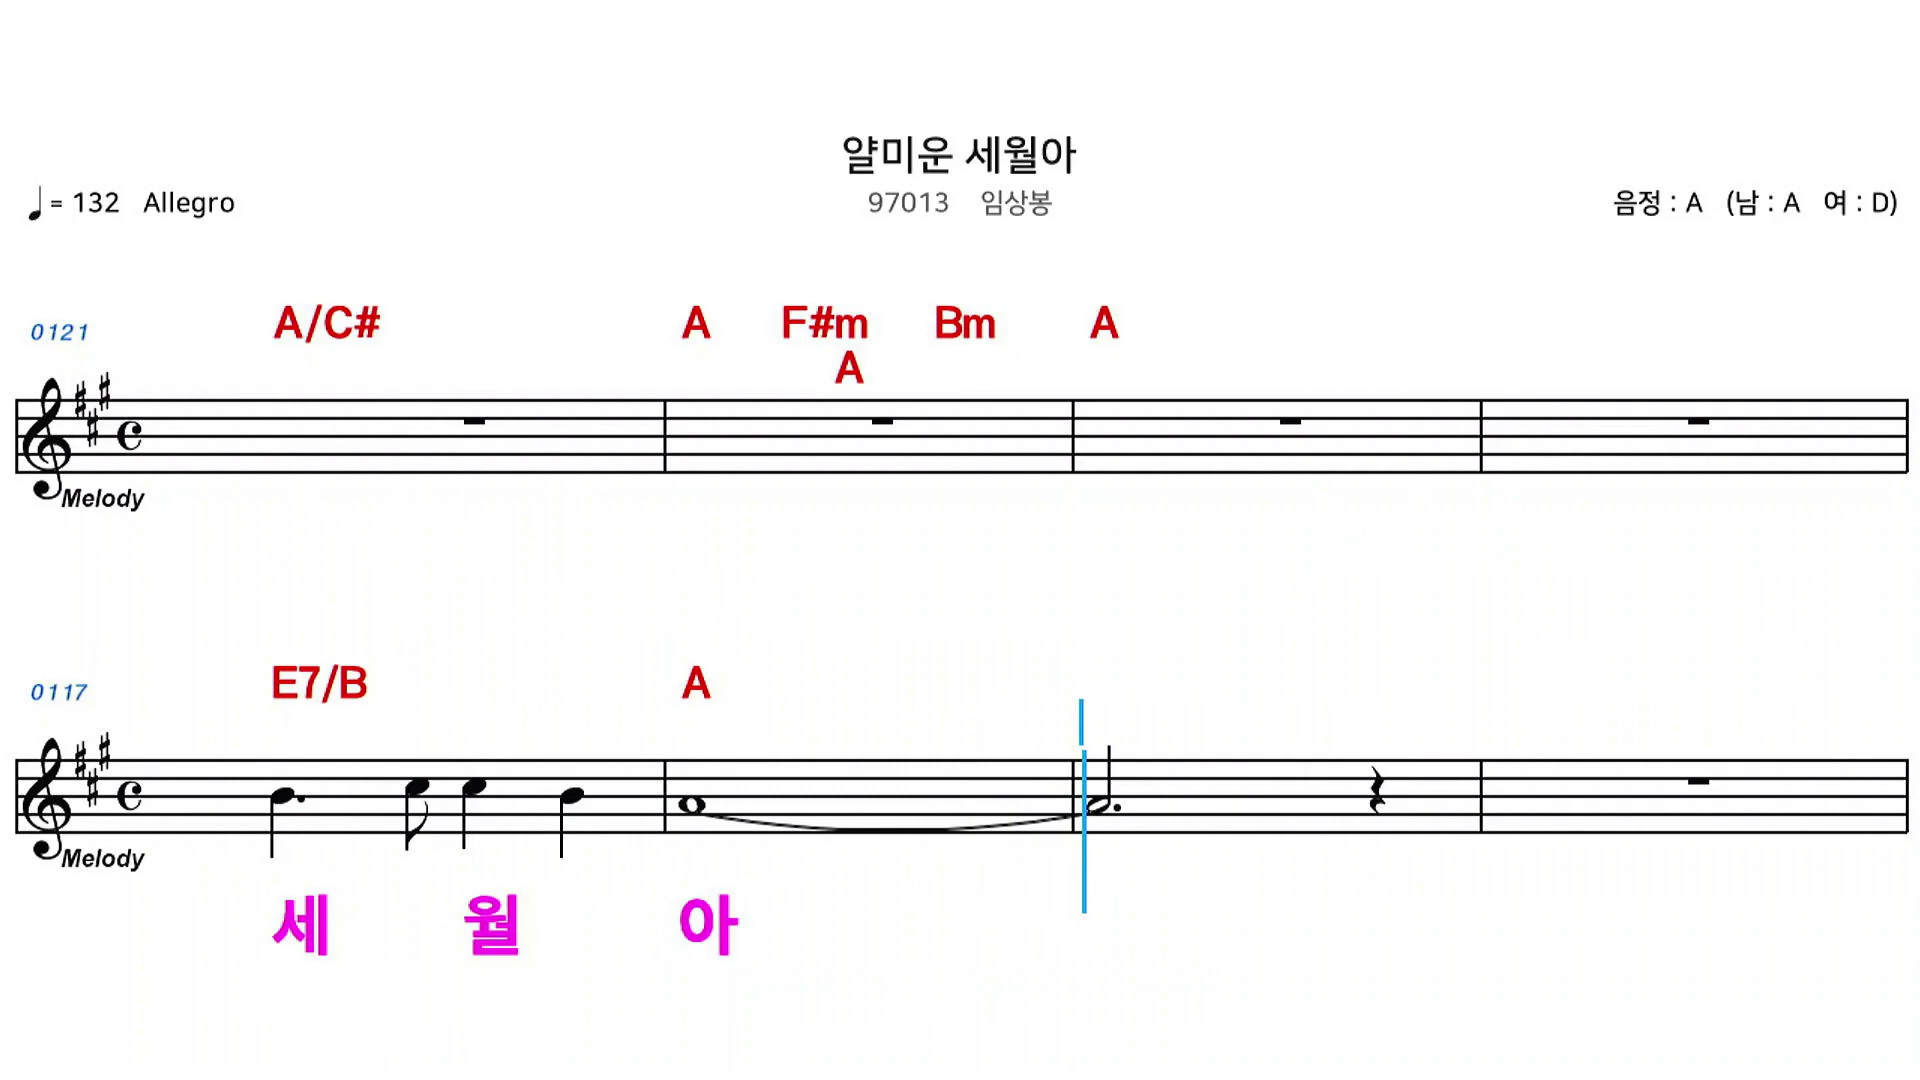 얄미운 세월아
= 132 Allegro
97013 임상봉
음정 : A (남 : A 여 : D)
0121
A/C# A F#m Bm A
A
Melody
0117
E7/B A
Melody
세 월 아